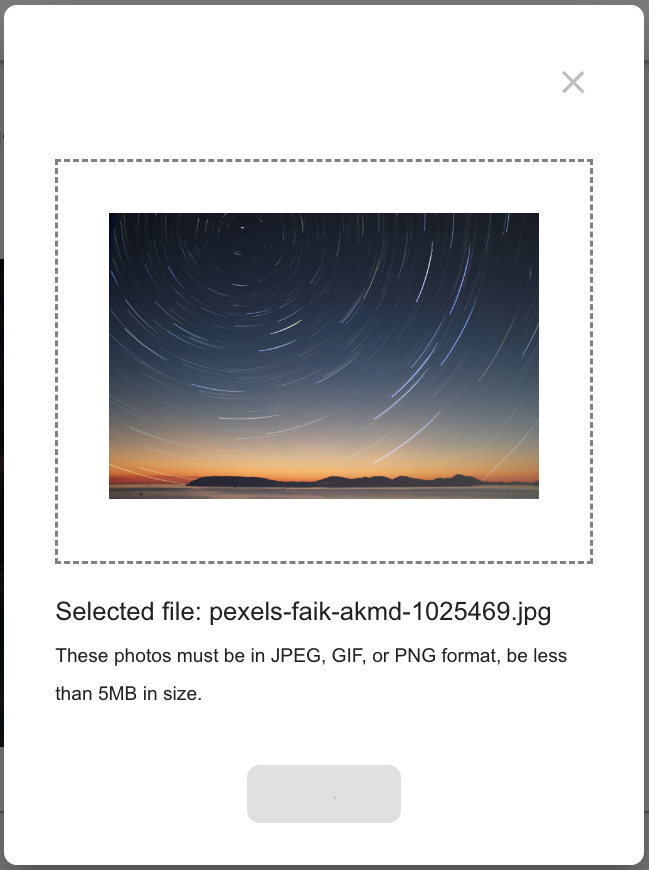 Selected file: pexels-faik-akmd-1025469.jpg
These photos must be in JPEG, GIF, or PNG format, be less
than 5MB in size.